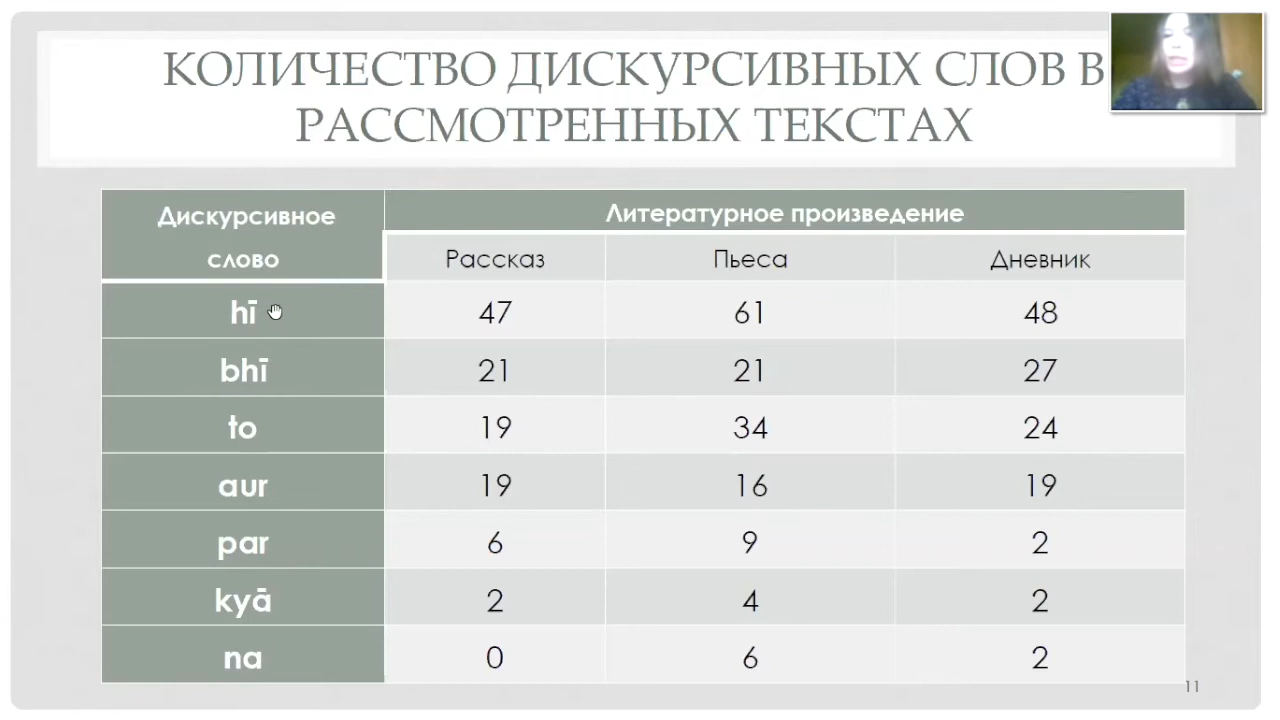 КОЛИЧЕСТВО ДИСКУРСИВНЫХ СЛОВ В
РАССМОТРЕННЫХ ТЕКСТАХ
Дискурсивное слово Литературное произведение
Рассказ Пьеса Дневник
hī 47 61 48
bhī 21 21 27
to 19 34 24
aur 19 16 19
par 6 9 2
kyā 2 4 2
na 0 6 2
11